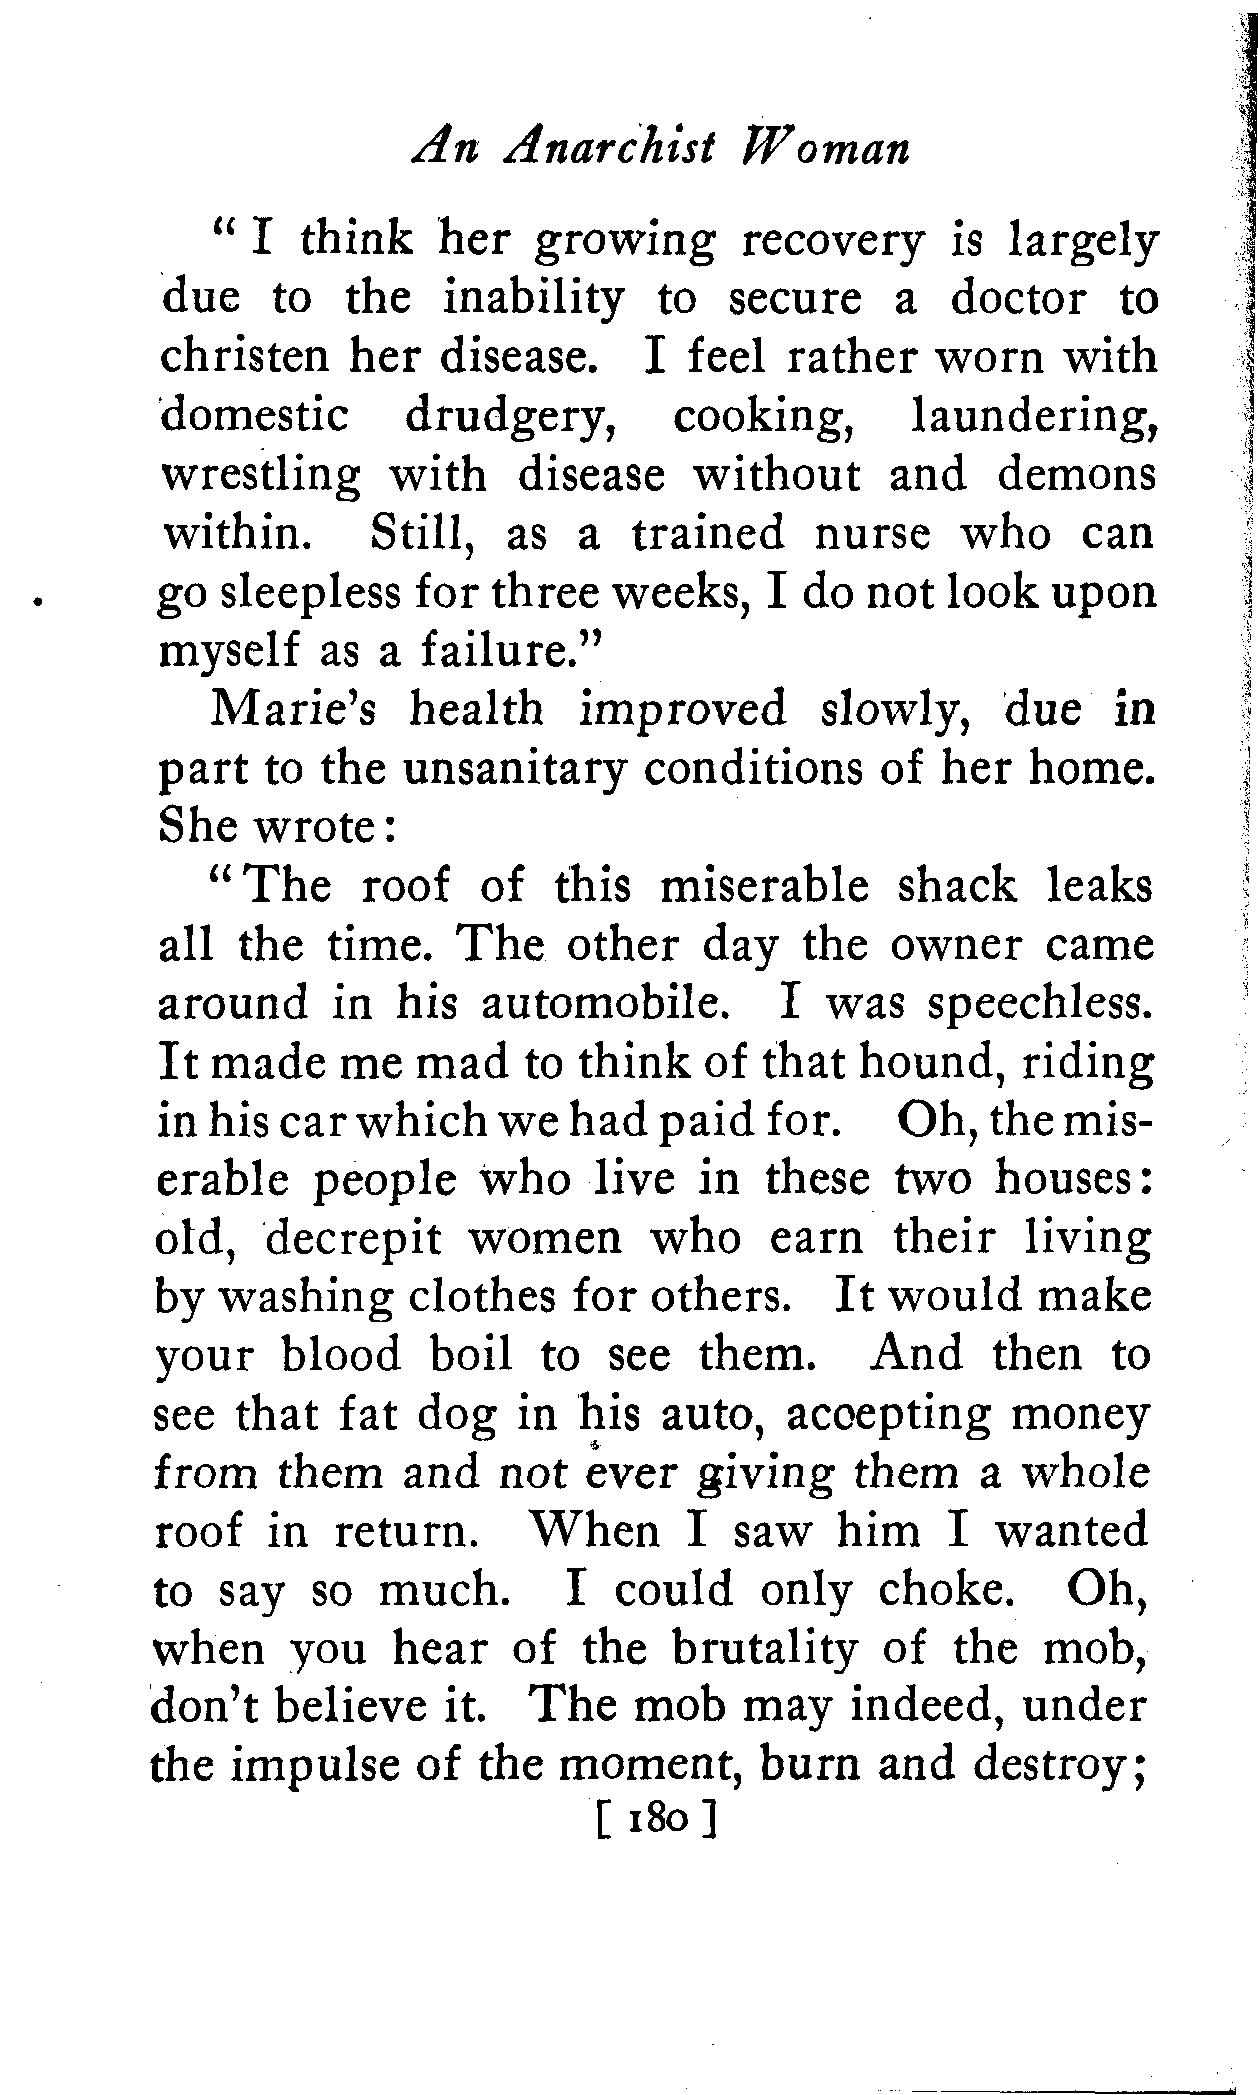 An Anarchist Woman
“ I think her growing recovery is largely
due to the inability to secure a doctor to
christen her disease. I feel rather worn with
domestic drudgery, cooking, laundering,
wrestling with disease without and demons
within. Still, as a trained nurse who can
go sleepless for three weeks, I do not look upon
myself as a failure.”
Marie’s health improved slowly, due in
part to the unsanitary conditions of her home.
She wrote:
“ The roof of this miserable shack leaks
all the time. The other day the owner came
around in his automobile. I was speechless.
It made me mad to think of that hound, riding
in his car which we had paid for. Oh, the mis-
erable people who live in these two houses:
old, decrepit women who earn their living
by washing clothes for others. It would make
your blood boil to see them. And then to
see that fat dog in his auto, accepting money
from them and not ever giving them a whole
roof in return. When I saw him I wanted
to say so much. I could only choke. Oh,
when you hear of the brutality of the mob,
don’t believe it. The mob may indeed, under
the impulse of the moment, burn and destroy;
[ 180 ]